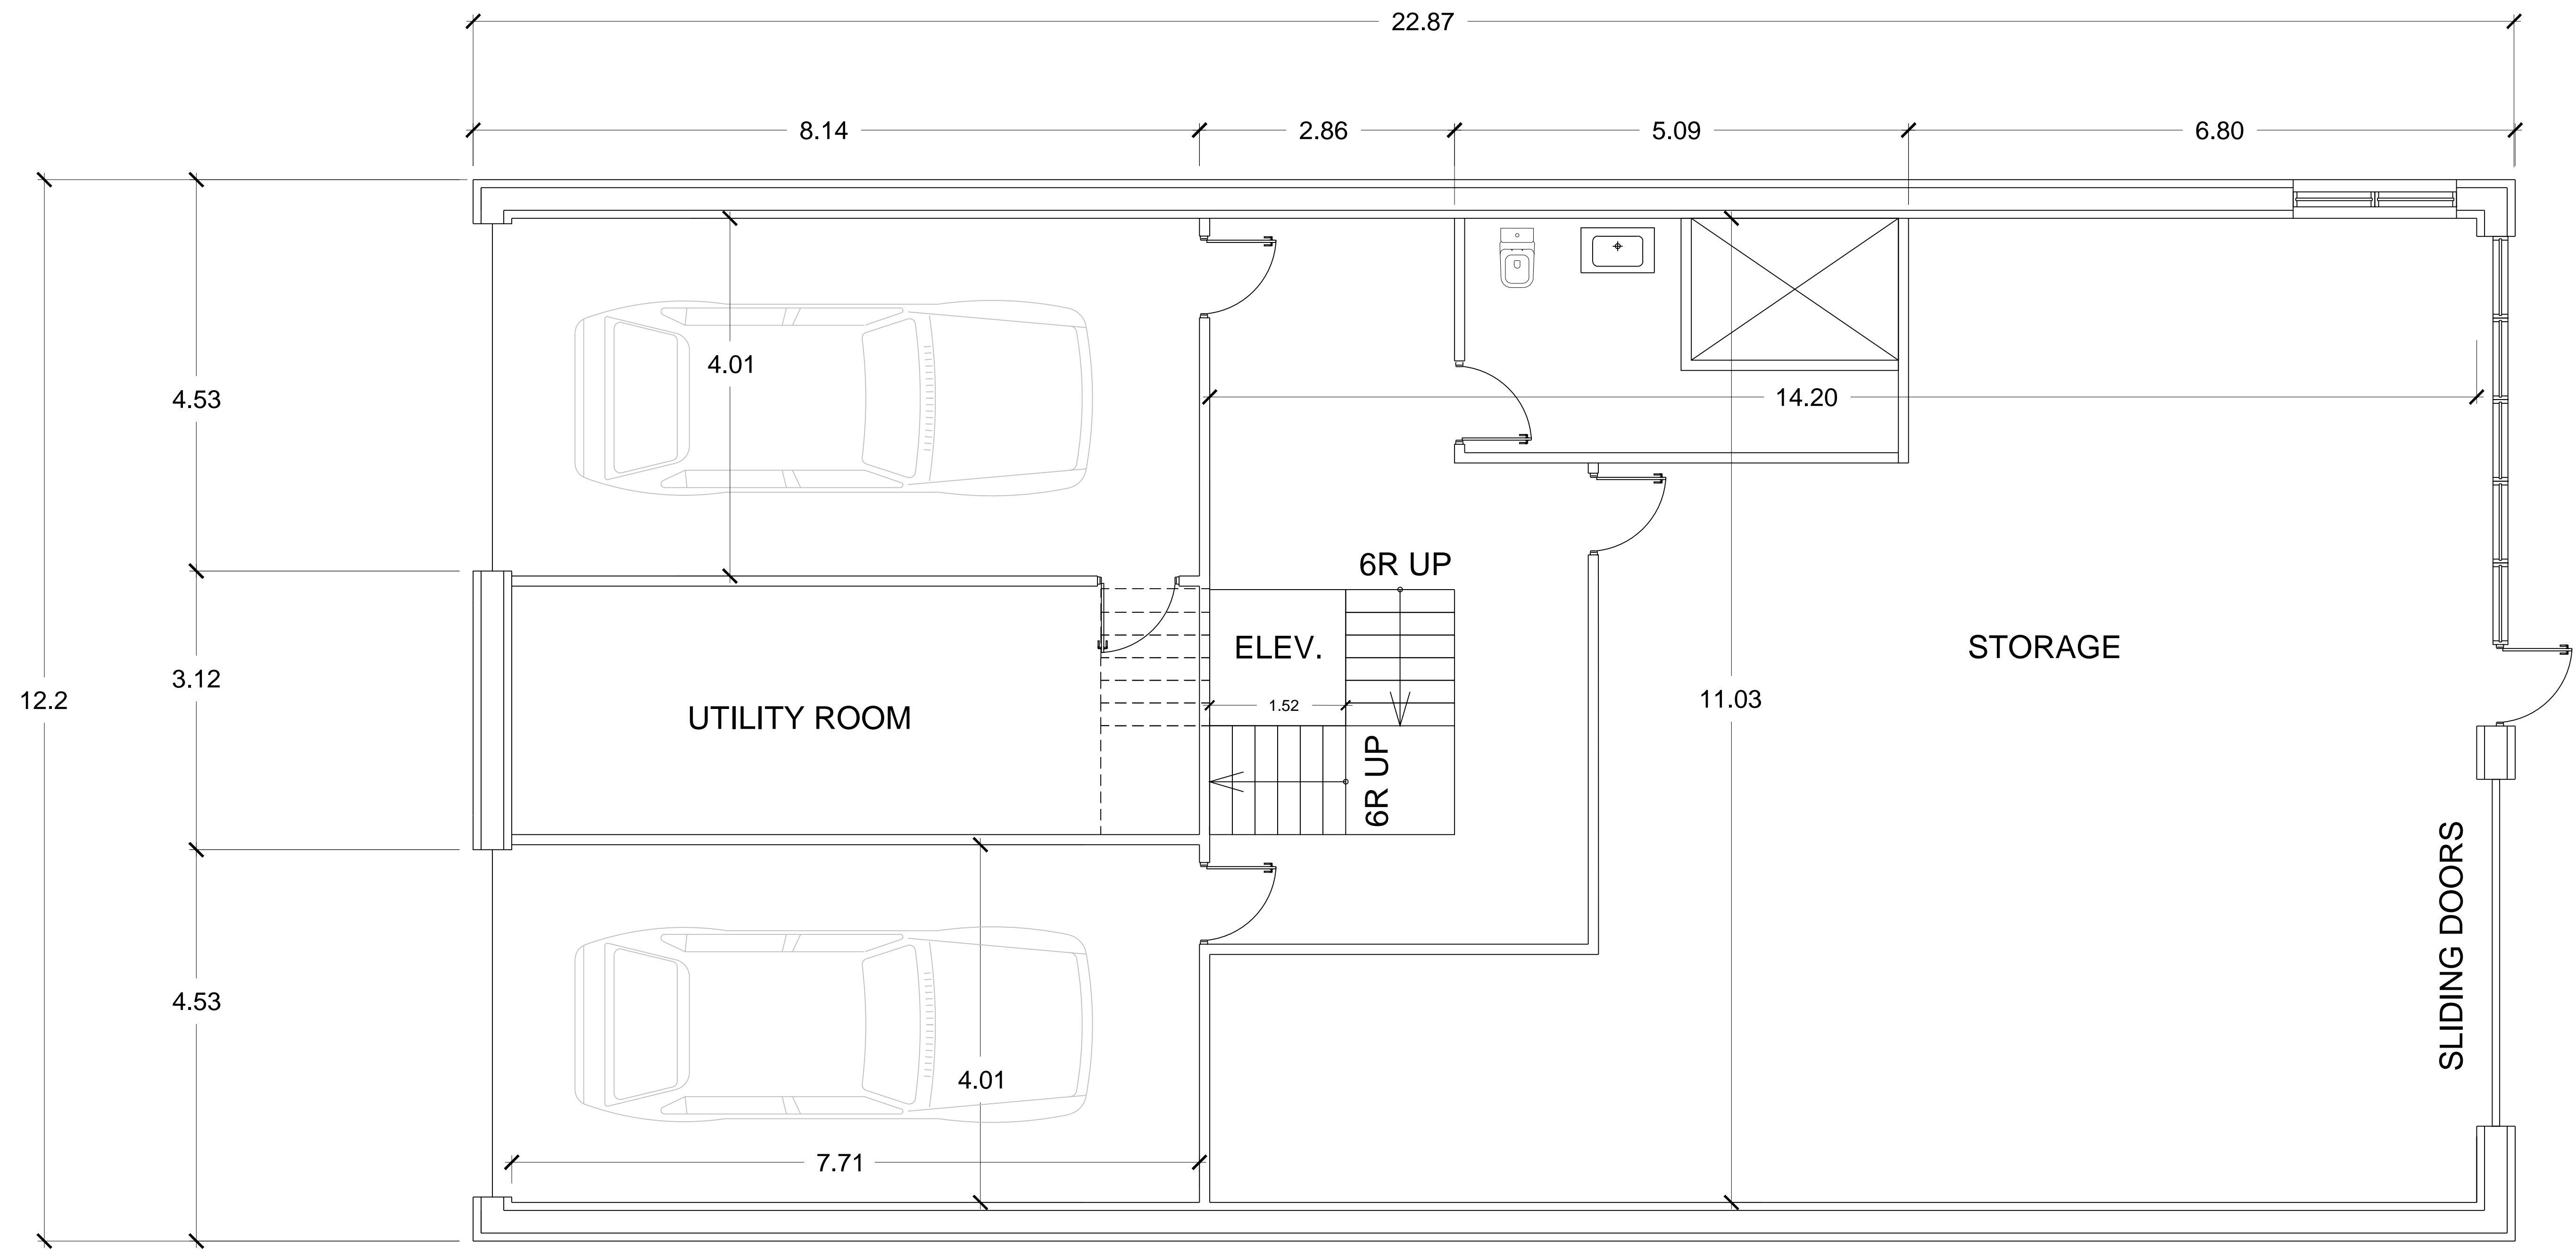 22.87
8.14
2.86
5.09
6.80
4.01
4.53
14.20
6R UP
ELEV.
STORAGE
3.12
12.2
1.52
11.03
UTILITY ROOM
6R UP
SLIDING DOORS
4.53
4.01
7.71